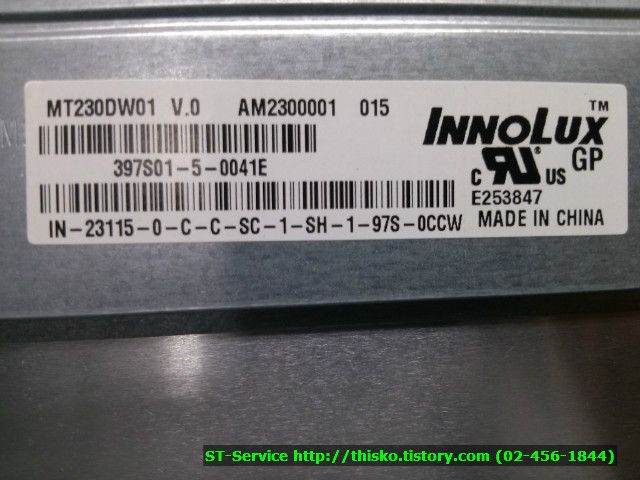 MT230DW01 V.0 AM2300001 015
INNOLUX™
397S01-5-0041E
C RU US GP
E253847
IN-23115-0-C-C-SC-1-SH-1-97S-0CCW
MADE IN CHINA
ST-Service http://thisko.tistory.com (02-456-1844)